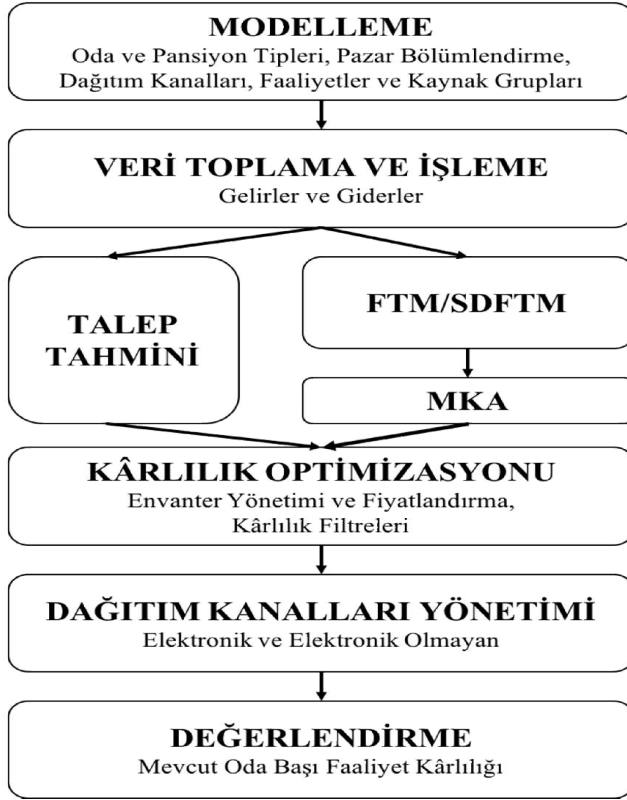 MODELLEME
Oda ve Pansiyon Tipleri, Pazar Bölümlendirme,
Dağıtım Kanalları, Faaliyetler ve Kaynak Grupları
VERİ TOPLAMA VE İŞLEME
Gelirler ve Giderler
TALEP
TAHMİNİ
FTM/SDFTM
MKA
KÂRLILIK OPTİMİZASYONU
Envanter Yönetimi ve Fiyatlandırma,
Kârlılık Filtreleri
DAĞITIM KANALLARI YÖNETİMİ
Elektronik ve Elektronik Olmayan
DEĞERLENDİRME
Mevcut Oda Başı Faaliyet Kârlılığı